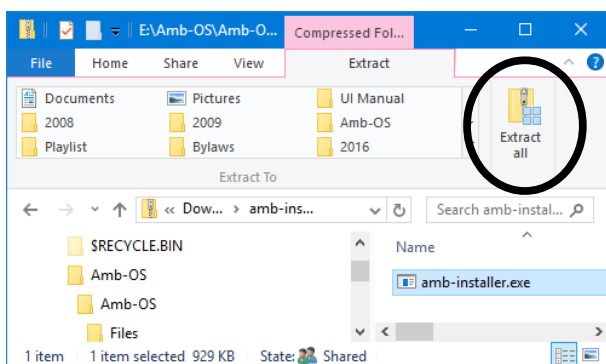 E:\Amb-OS\Amb-O... Compressed Fol...
File Home Share View Extract
Documents Pictures UI Manual
2008 2009 Amb-OS
Playlist Bylaws 2016
Extract all
Extract To
« Dow... › amb-ins... Search amb-instal...
$RECYCLE.BIN
Amb-OS
Amb-OS
Files
Name
amb-installer.exe
1 item 1 item selected 929 KB State: Shared